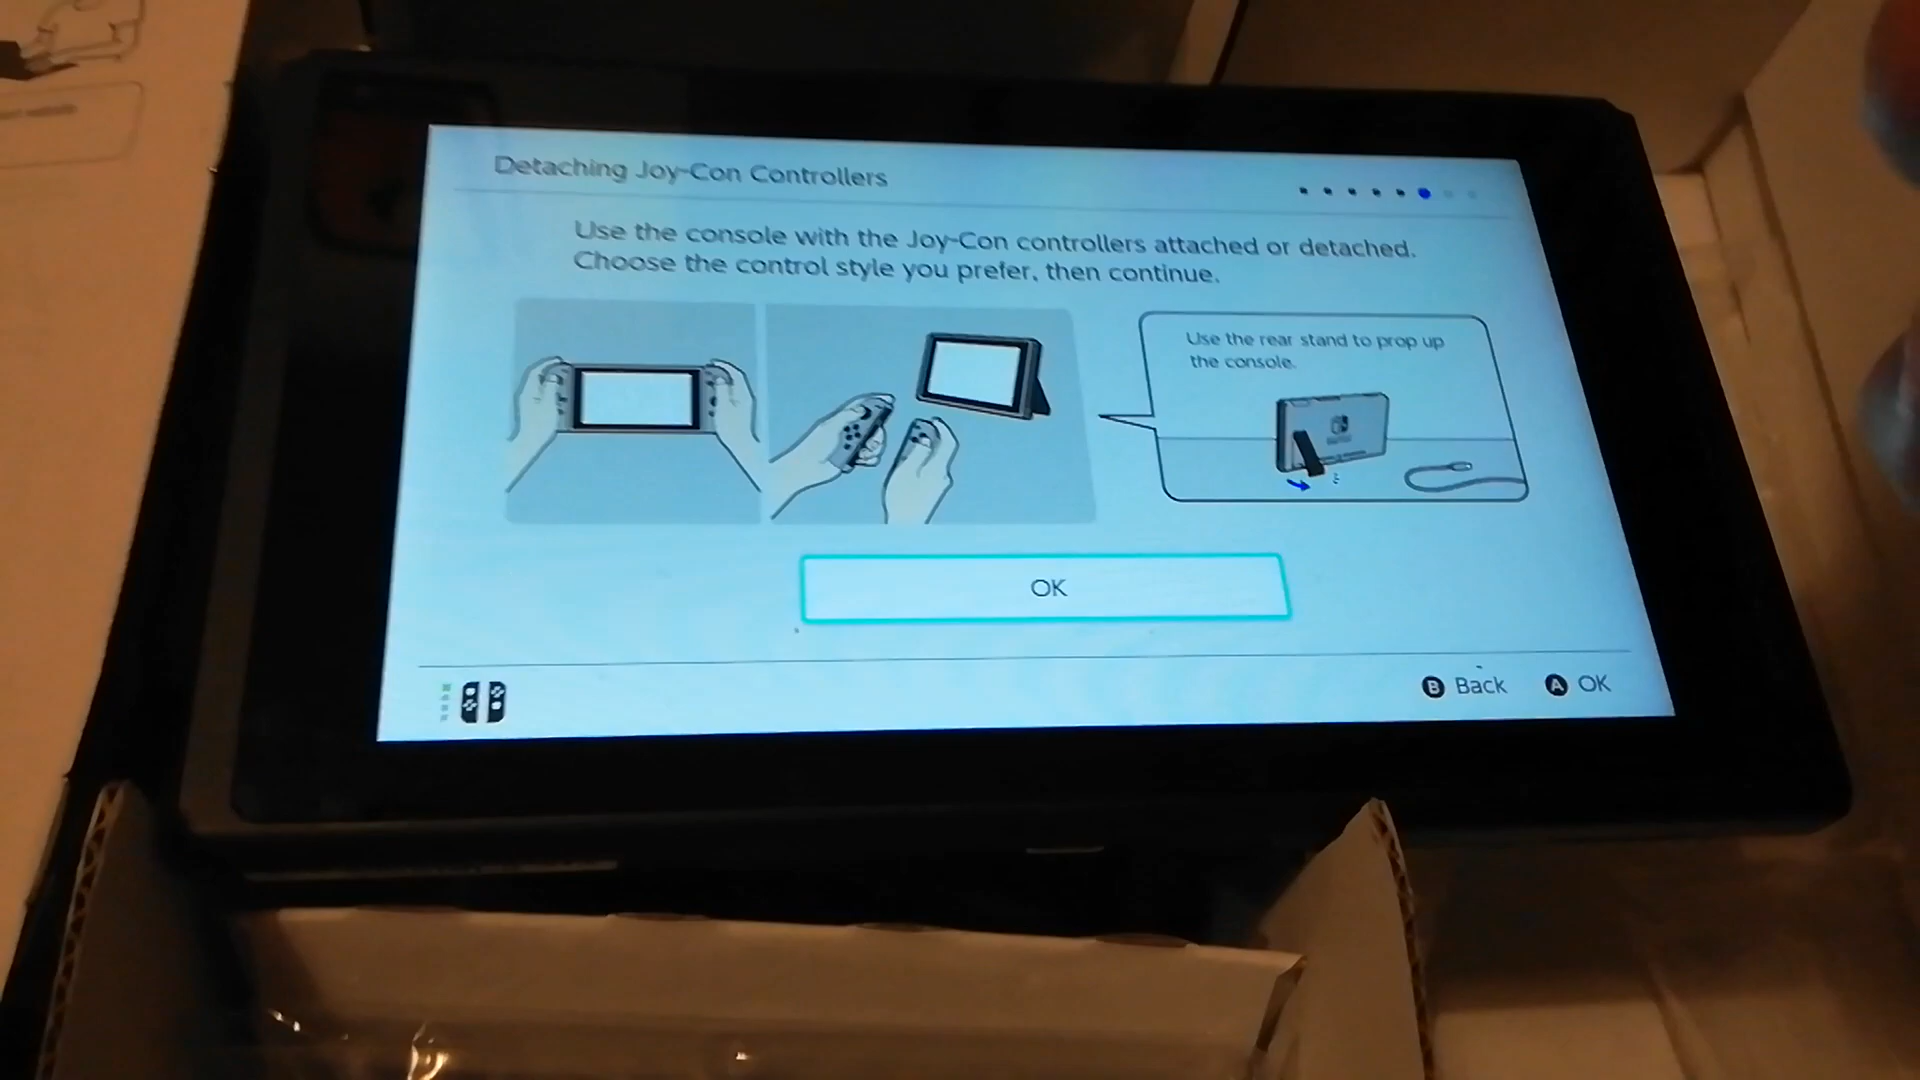 Detaching Joy-Con Controllers
Use the console with the Joy-Con controllers attached or detached.
Choose the control style you prefer, then continue.
Use the rear stand to prop up
the console.
OK
B Back
A OK